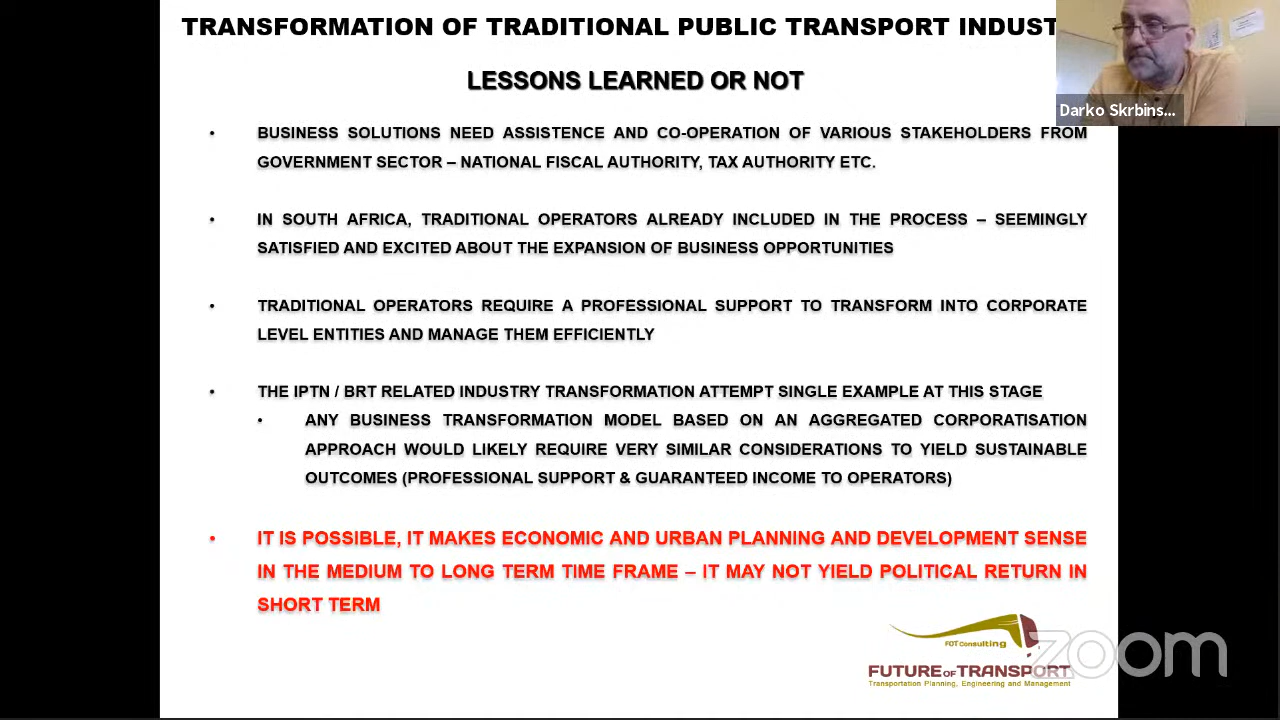 TRANSFORMATION OF TRADITIONAL PUBLIC TRANSPORT INDUST
LESSONS LEARNED OR NOT
Darko Skrbins...
• BUSINESS SOLUTIONS NEED ASSISTENCE AND CO-OPERATION OF VARIOUS STAKEHOLDERS FROM
GOVERNMENT SECTOR – NATIONAL FISCAL AUTHORITY, TAX AUTHORITY ETC.
• IN SOUTH AFRICA, TRADITIONAL OPERATORS ALREADY INCLUDED IN THE PROCESS – SEEMINGLY
SATISFIED AND EXCITED ABOUT THE EXPANSION OF BUSINESS OPPORTUNITIES
• TRADITIONAL OPERATORS REQUIRE A PROFESSIONAL SUPPORT TO TRANSFORM INTO CORPORATE
LEVEL ENTITIES AND MANAGE THEM EFFICIENTLY
• THE IPTN / BRT RELATED INDUSTRY TRANSFORMATION ATTEMPT SINGLE EXAMPLE AT THIS STAGE
• ANY BUSINESS TRANSFORMATION MODEL BASED ON AN AGGREGATED CORPORATISATION
APPROACH WOULD LIKELY REQUIRE VERY SIMILAR CONSIDERATIONS TO YIELD SUSTAINABLE
OUTCOMES (PROFESSIONAL SUPPORT & GUARANTEED INCOME TO OPERATORS)
• IT IS POSSIBLE, IT MAKES ECONOMIC AND URBAN PLANNING AND DEVELOPMENT SENSE
IN THE MEDIUM TO LONG TERM TIME FRAME – IT MAY NOT YIELD POLITICAL RETURN IN
SHORT TERM
FOT Consulting
zoom
FUTURE OF TRANSPORT
Transportation Planning, Engineering and Management